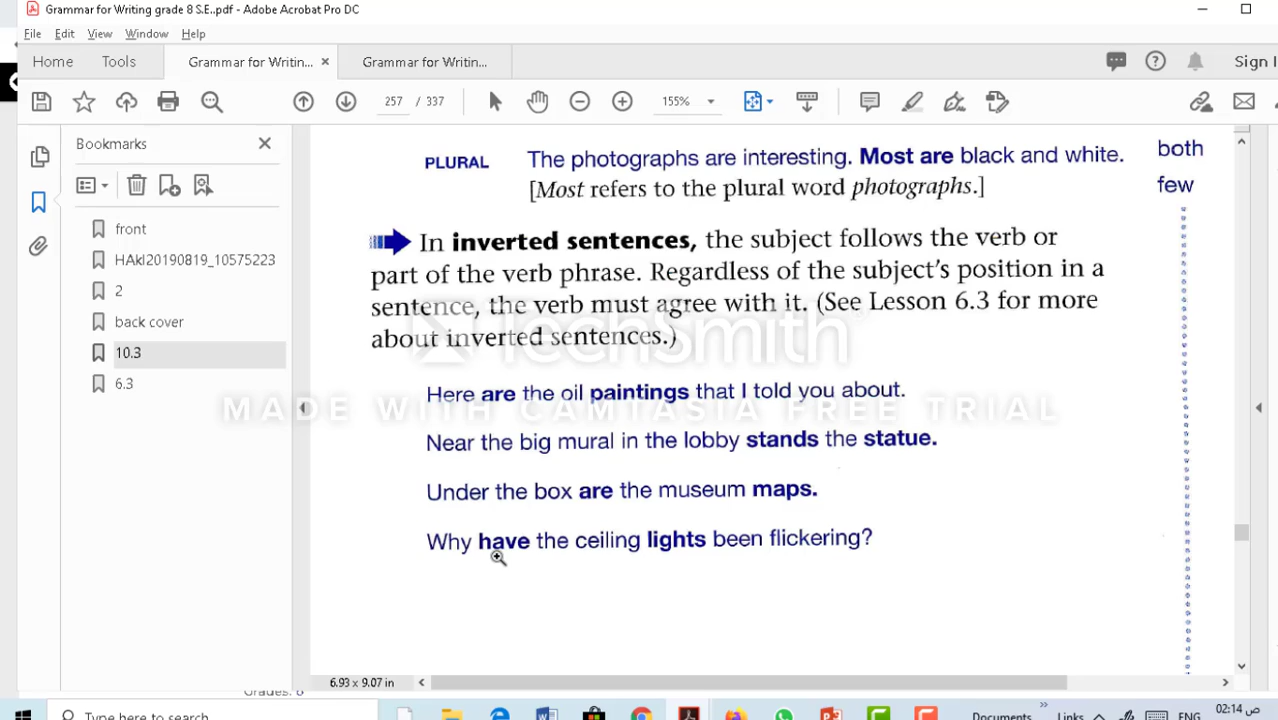 Grammar for Writing grade 8 S.E..pdf - Adobe Acrobat Pro DC
File Edit View Window Help
Home Tools Grammar for Writing... × Grammar for Writin...
257 / 337 155%
Sign I
Bookmarks
front
HAkl20190819_10575223
2
back cover
10.3
6.3
PLURAL The photographs are interesting. Most are black and white.
[Most refers to the plural word photographs.]
both
few
In inverted sentences, the subject follows the verb or
part of the verb phrase. Regardless of the subject's position in a
sentence, the verb must agree with it. (See Lesson 6.3 for more
about inverted sentences.)
TechSmith
MADE WITH CAMTASIA FREE TRIAL
Here are the oil paintings that I told you about.
Near the big mural in the lobby stands the statue.
Under the box are the museum maps.
Why have the ceiling lights been flickering?
6.93 x 9.07 in
Grades: 8
Type here to search
Documents Links ENG 02:14 ص